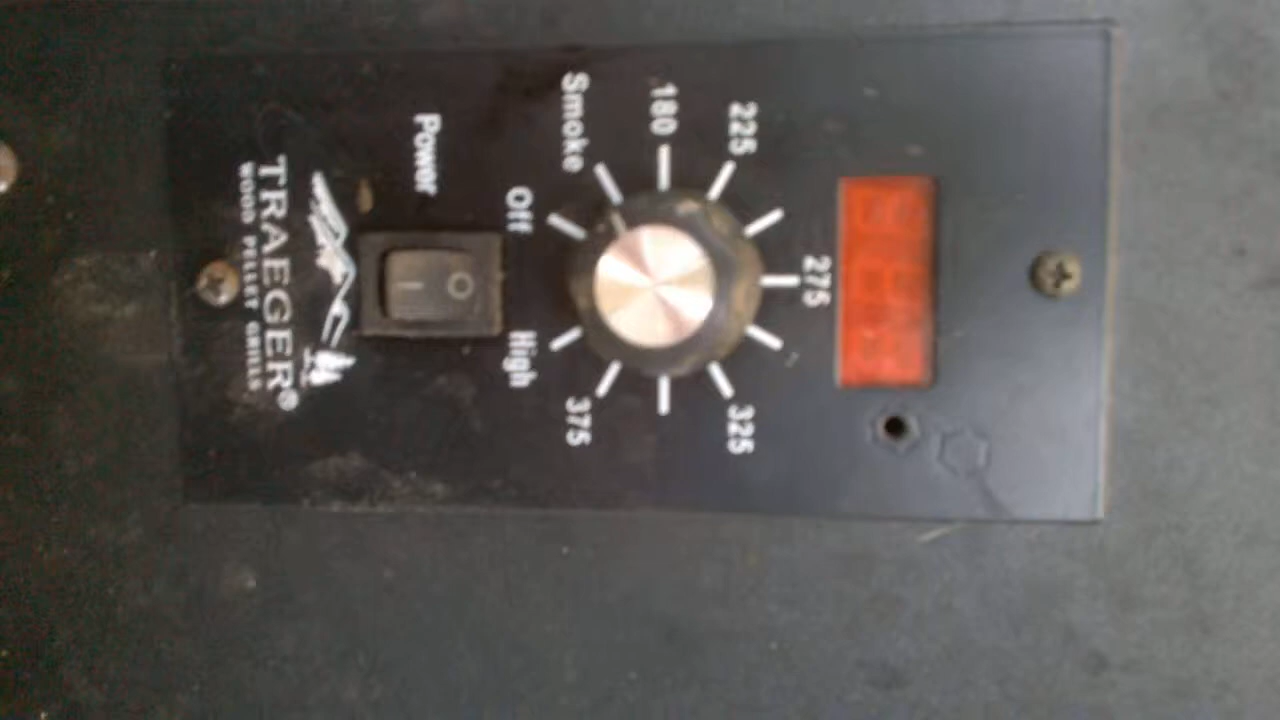 275
225
325
180
Smoke
375
Off
High
O
Power
I
TRAEGER®
WOOD PELLET GRILLS